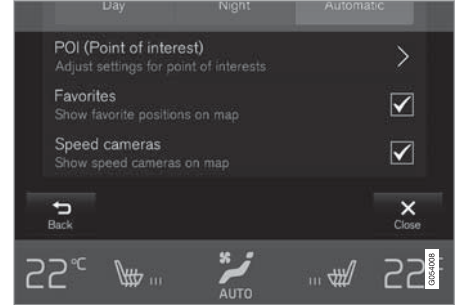 Day Night Automatic
POI (Point of interest)
Adjust settings for point of interests
Favorites
Show favorite positions on map
Speed cameras
Show speed cameras on map
Back Close
22°C 22°
AUTO
G054008